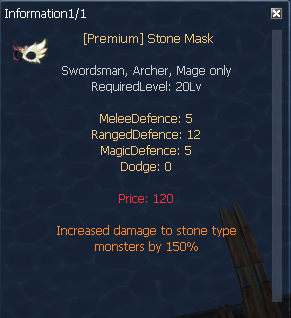 Information1/1
[Premium] Stone Mask
Swordsman, Archer, Mage only
RequiredLevel: 20Lv
MeleeDefence: 5
RangedDefence: 12
MagicDefence: 5
Dodge: 0
Price: 120
Increased damage to stone type
monsters by 150%